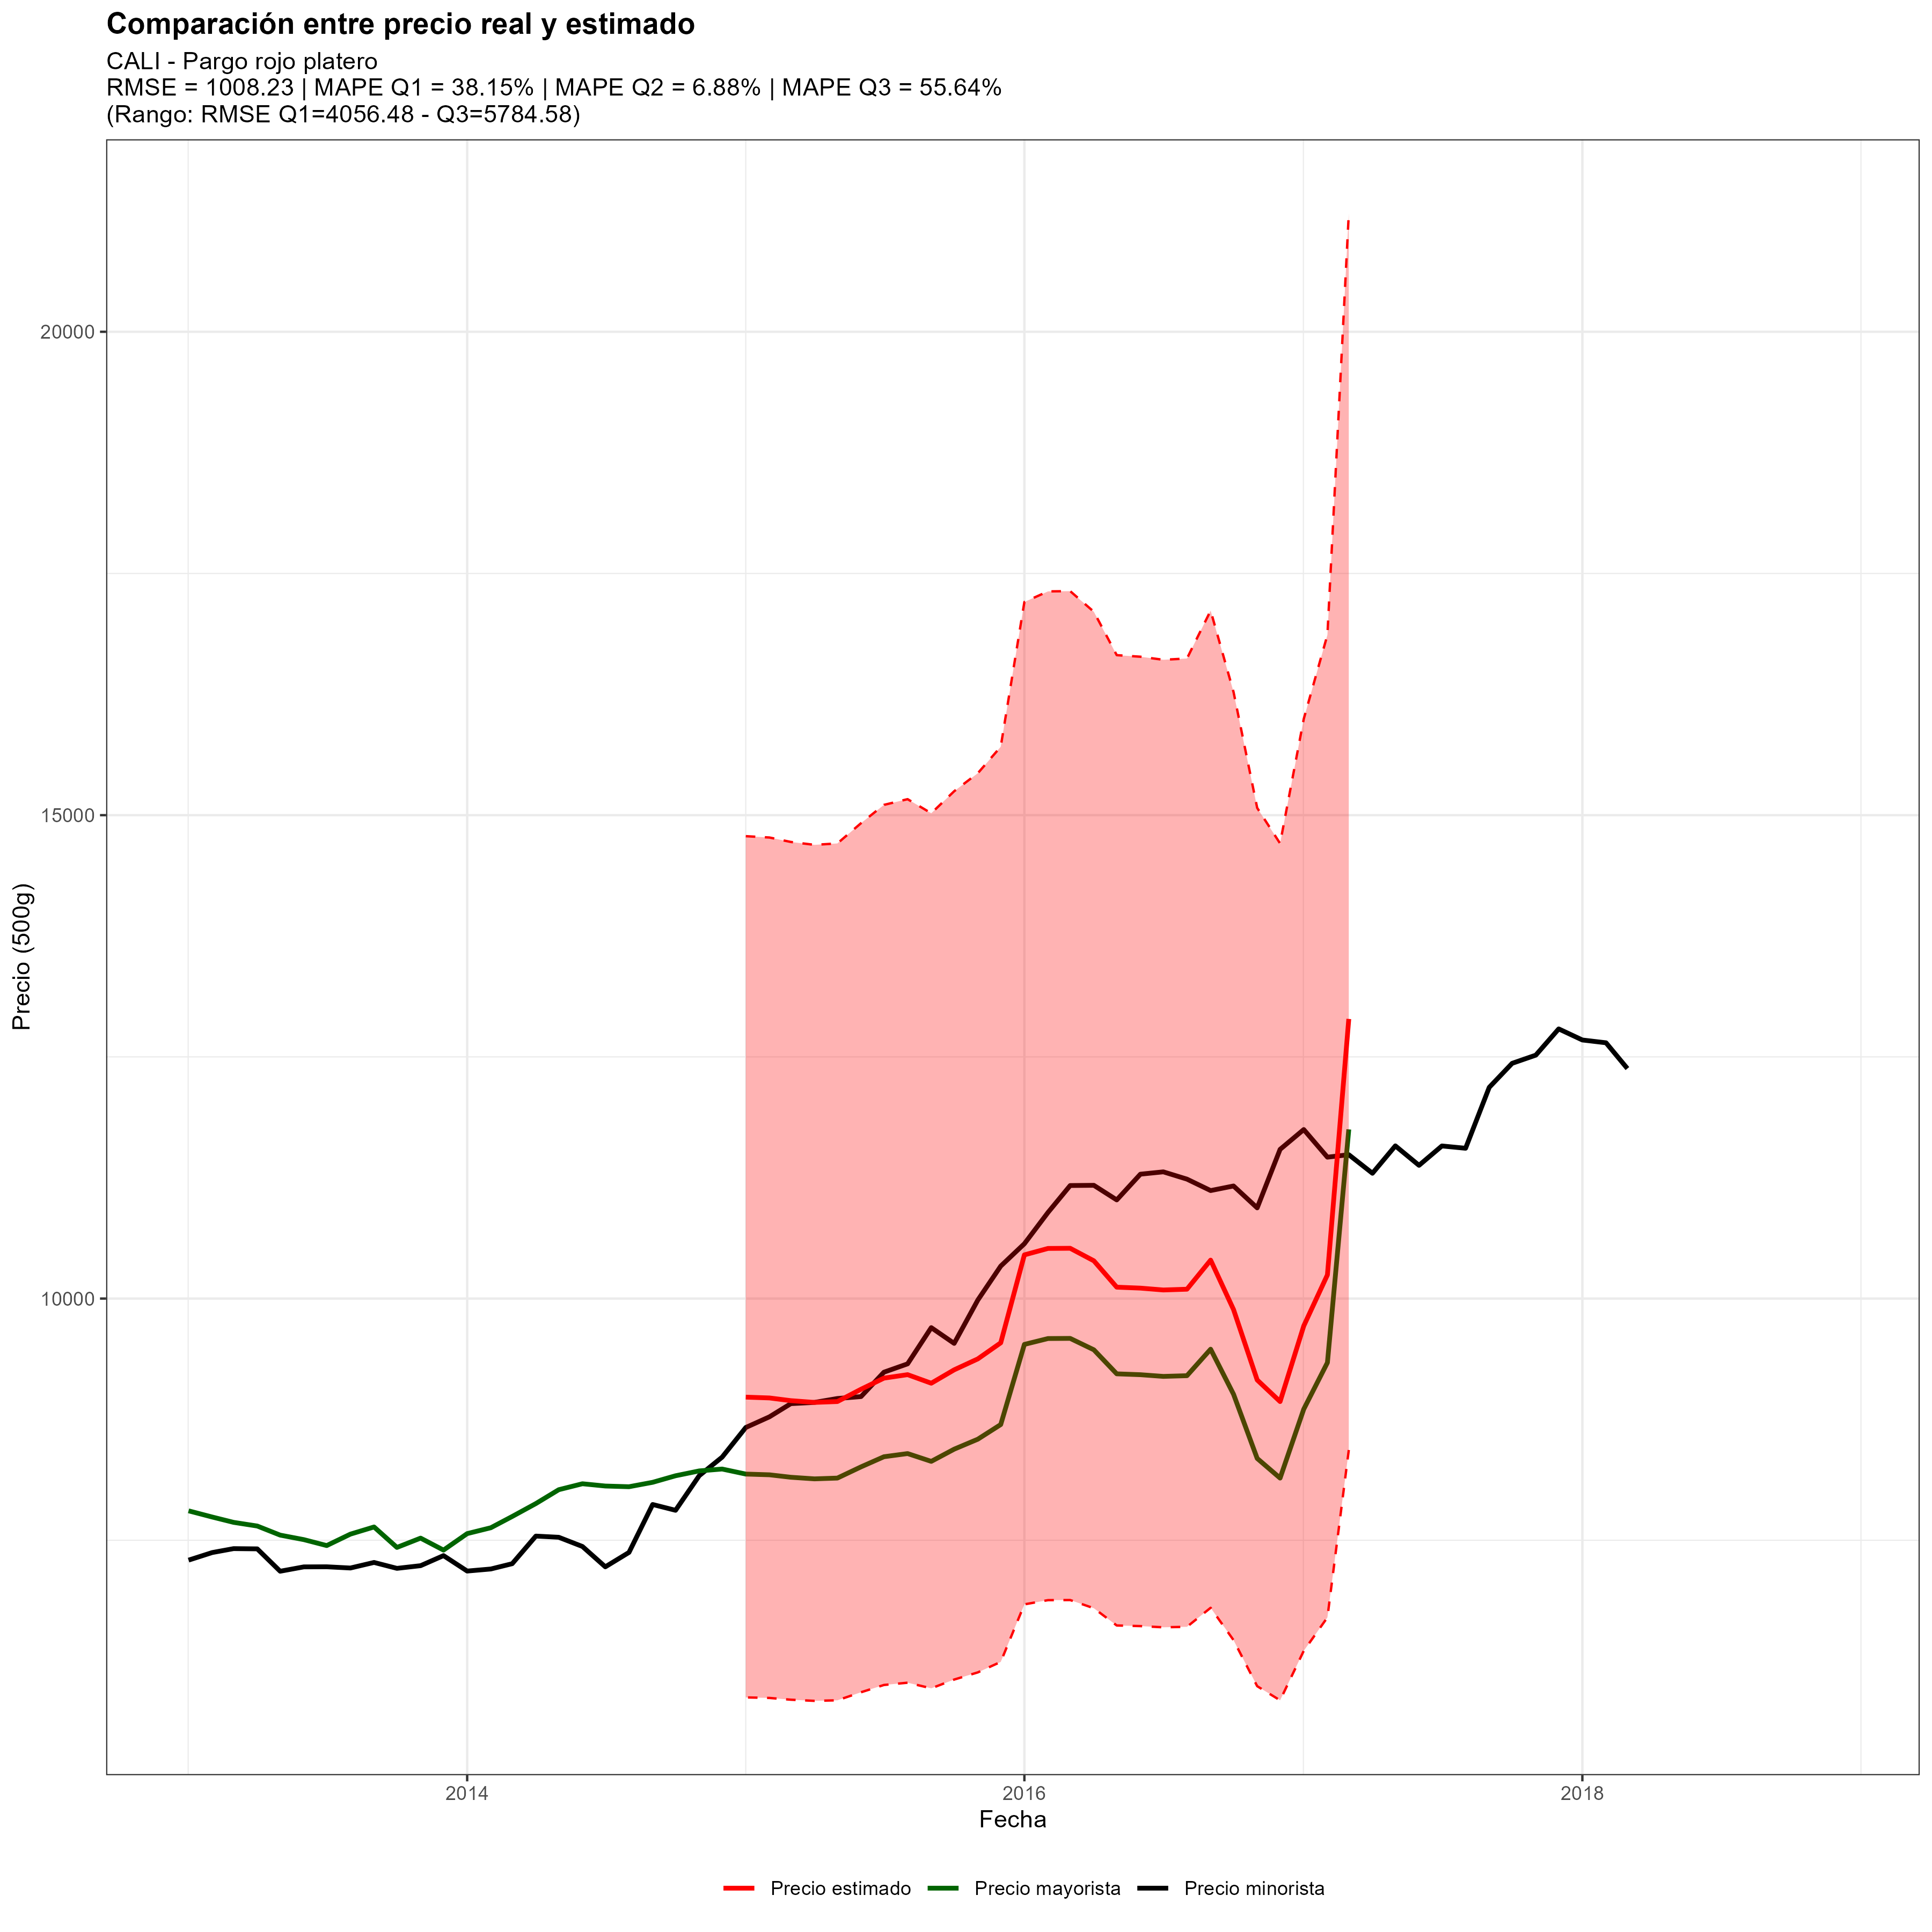 Comparación entre precio real y estimado
CALI - Pargo rojo platero
RMSE = 1008.23 | MAPE Q1 = 38.15% | MAPE Q2 = 6.88% | MAPE Q3 = 55.64%
(Rango: RMSE Q1=4056.48 - Q3=5784.58)
Precio (500g)
20000
15000
10000
2014
2016
2018
Fecha
Precio estimado
Precio mayorista
Precio minorista